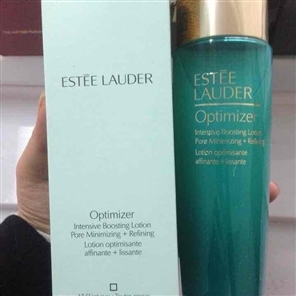 ESTĒE LAUDER
Optimizer
Intensive Boosting Lotion
Pore Minimizing + Refining
Lotion optimisante
affinante + lissante
ESTĒE
LAUDER
Optimizer
Intensive Boosting Lotion
Pore Minimizing + Refining
Lotion optimisante
affinante + lissante